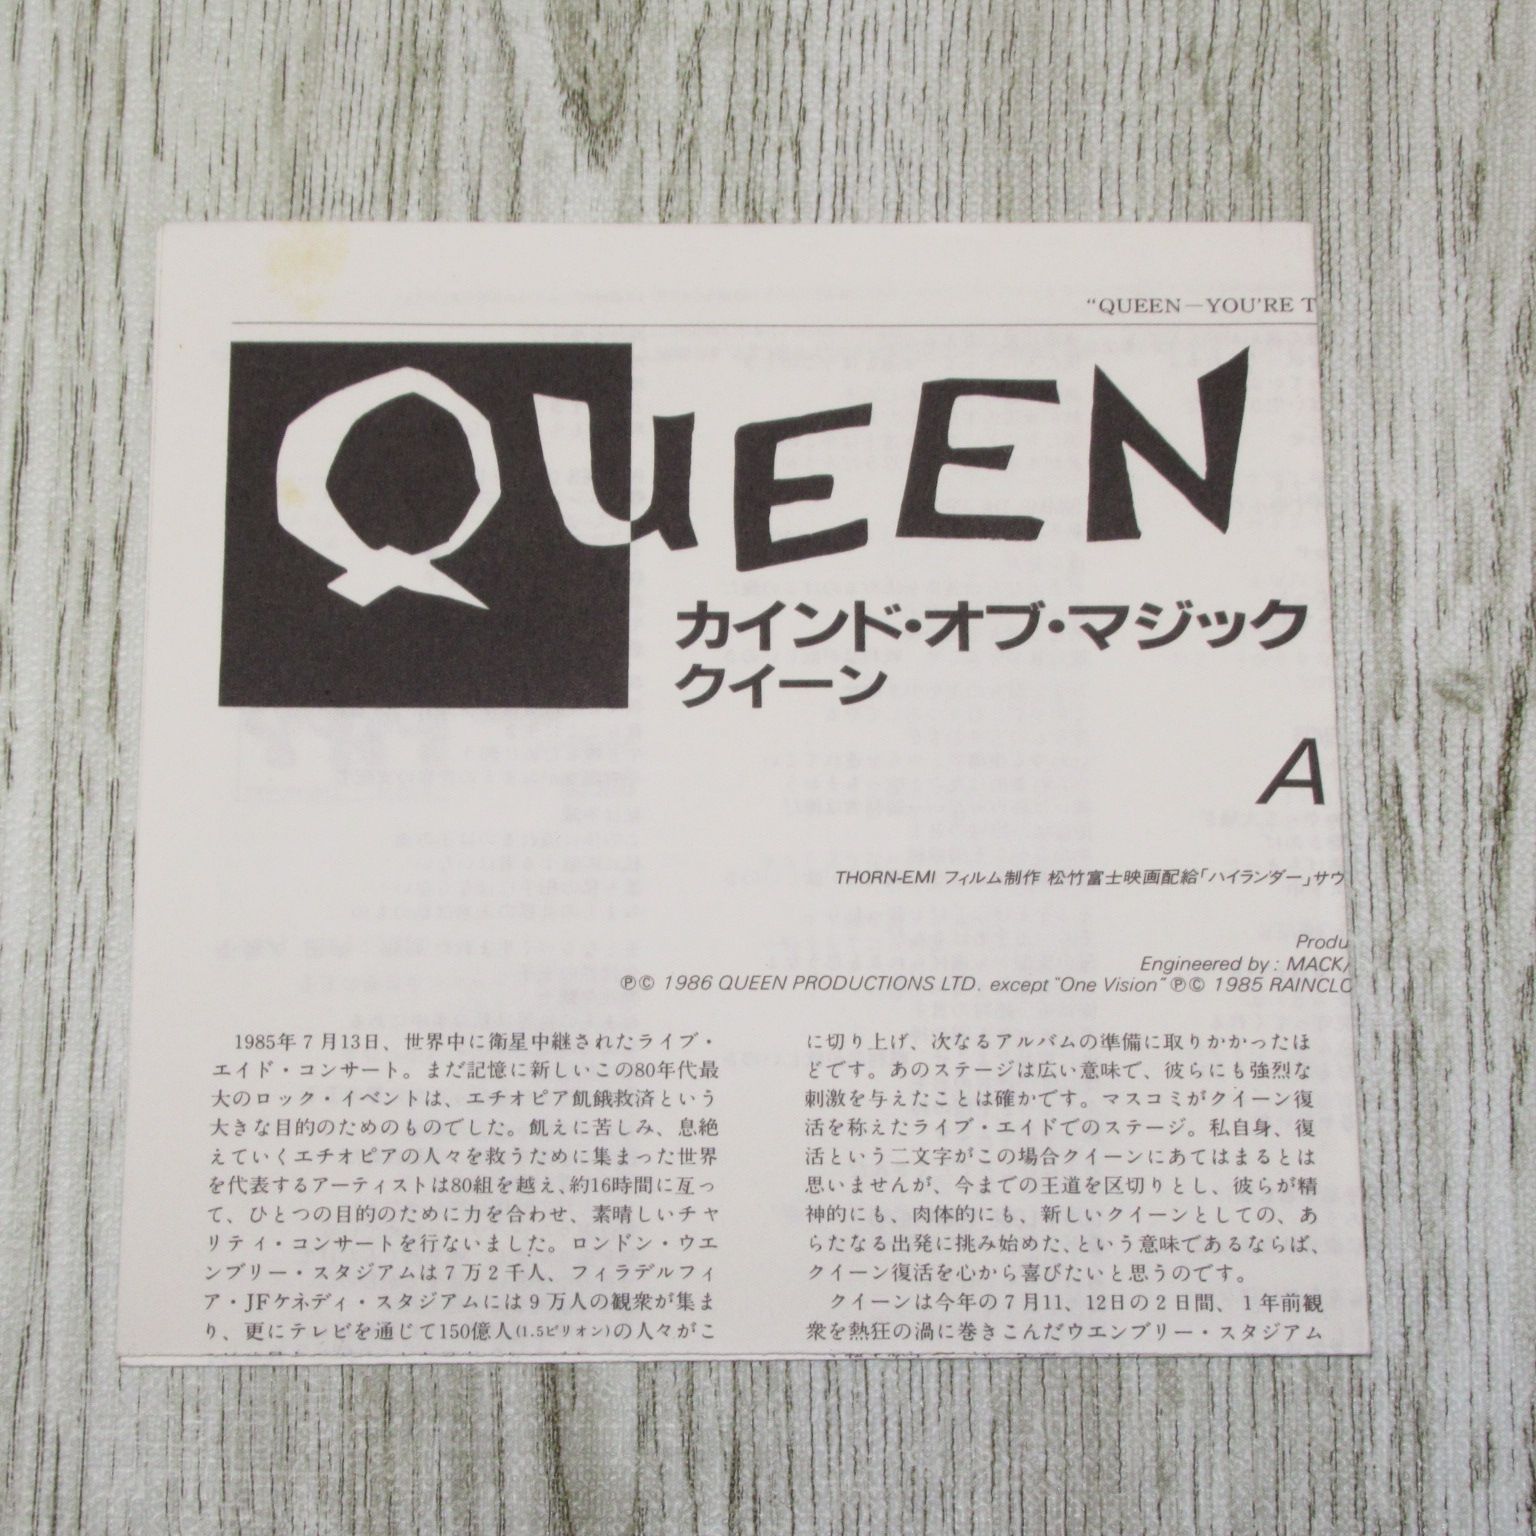 “QUEEN—YOU'RE T
QUEEN
カインド・オブ・マジック
クイーン
A
THORN-EMI フィルム制作 松竹富士映画配給「ハイランダー」サウ
Produ
Engineered by : MACK/
ⓅⒸ 1986 QUEEN PRODUCTIONS LTD. except “One Vision” ⓅⒸ 1985 RAINCLO
1985年7月13日、世界中に衛星中継されたライブ・
エイド・コンサート。まだ記憶に新しいこの80年代最
大のロック・イベントは、エチオピア飢餓救済という
大きな目的のためのものでした。飢えに苦しみ、息絶
えていくエチオピアの人々を救うために集まった世界
を代表するアーティストは80組を越え、約16時間に亙っ
て、ひとつの目的のために力を合わせ、素晴しいチャ
リティ・コンサートを行ないました。ロンドン・ウエ
ンブリー・スタジアムは7万2千人、フィラデルフィ
ア・JFケネディ・スタジアムには9万人の観衆が集ま
り、更にテレビを通じて150億人(1.5ビリオン)の人々がこ
に切り上げ、次なるアルバムの準備に取りかかったほ
どです。あのステージは広い意味で、彼らにも強烈な
刺激を与えたことは確かです。マスコミがクイーン復
活を称えたライブ・エイドでのステージ。私自身、復
活という二文字がこの場合クイーンにあてはまるとは
思いませんが、今までの王道を区切りとし、彼らが精
神的にも、肉体的にも、新しいクイーンとしての、あ
らたなる出発に挑み始めた、という意味であるならば、
クイーン復活を心から喜びたいと思うのです。
クイーンは今年の7月11、12日の2日間、1年前観
衆を熱狂の渦に巻きこんだウエンブリー・スタジアム